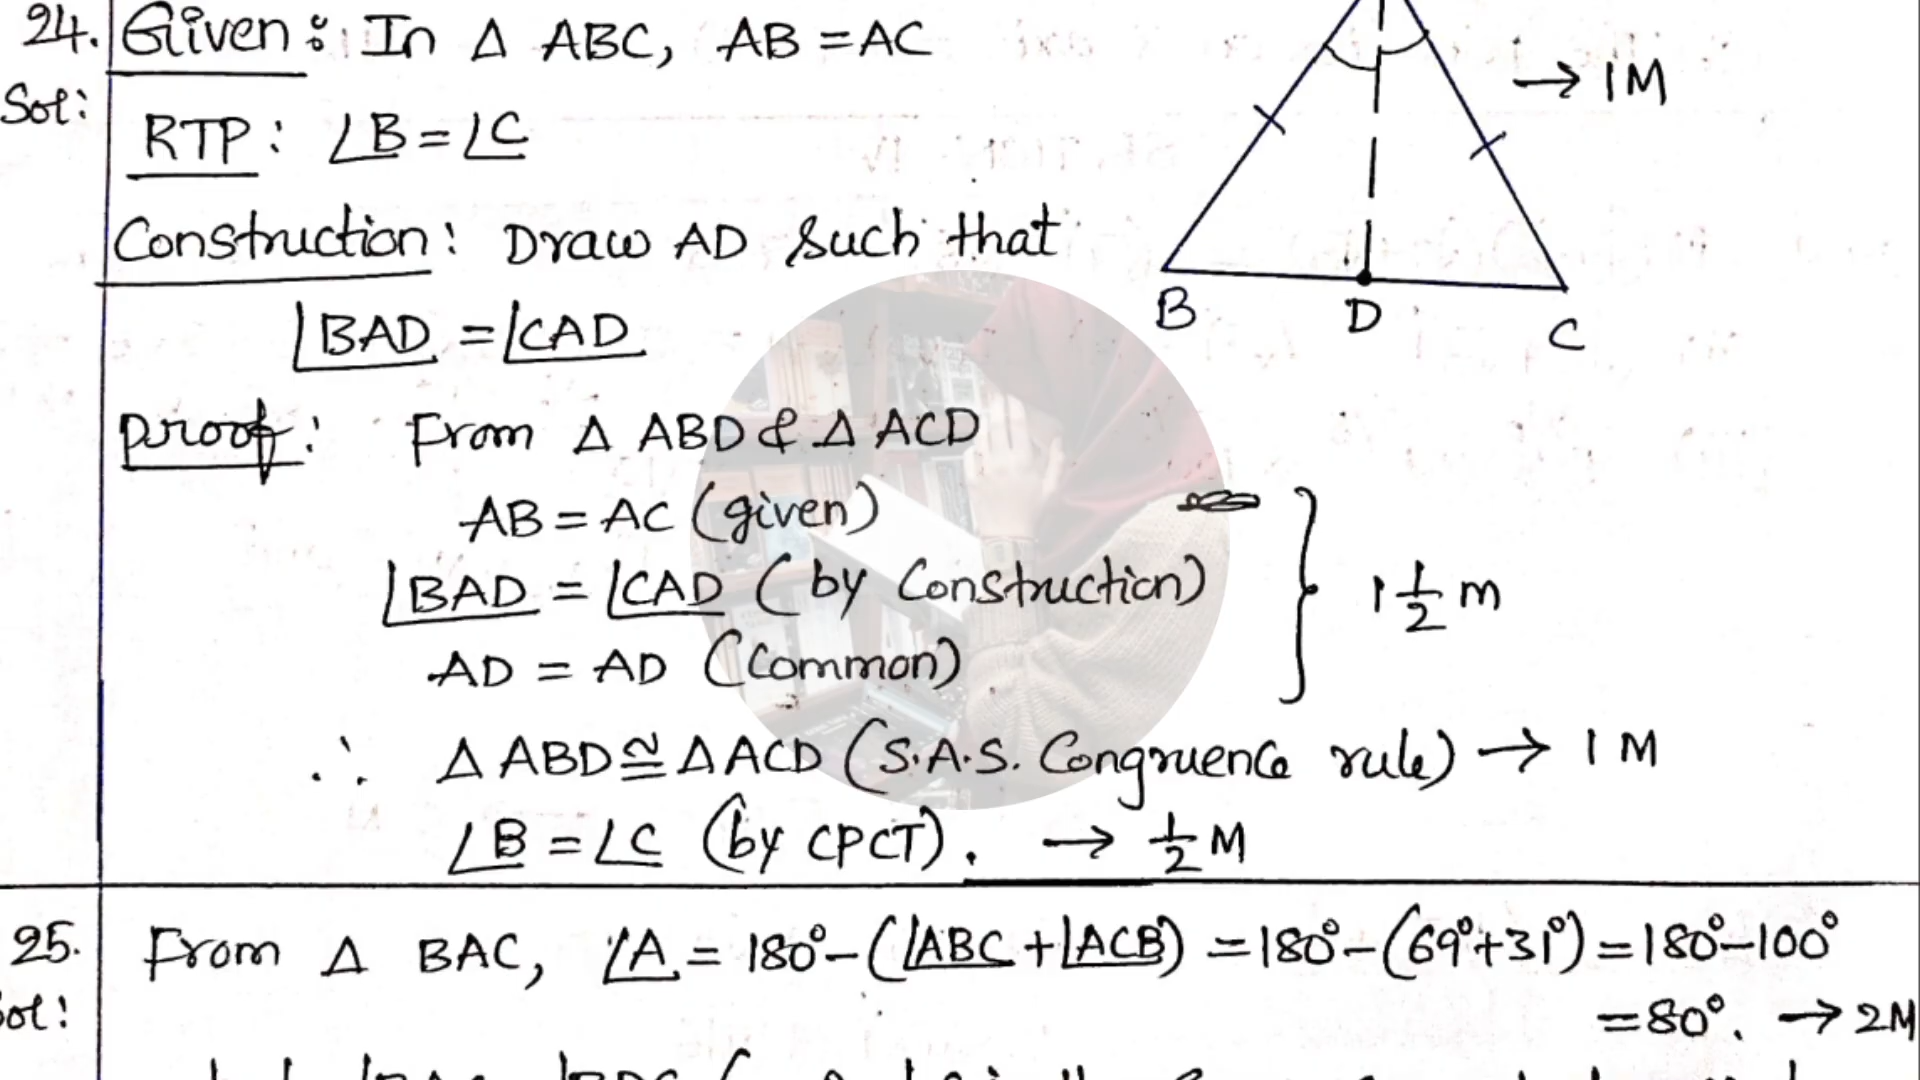 24. Given : In Δ ABC, AB = AC
→ 1M
Sol:
RTP : ∠B = ∠C
Construction : Draw AD such that
∠BAD = ∠CAD
B D C
Proof : From Δ ABD & Δ ACD
AB = AC (given)
∠BAD = ∠CAD (by Construction)
1 1/2 m
AD = AD (Common)
∴ Δ ABD ≅ Δ ACD (S.A.S. Congruence rule) → 1 M
∠B = ∠C (by CPCT). → 1/2 M
25. From Δ BAC, ∠A = 180° - (∠ABC + ∠ACB) = 180° - (69° + 31°) = 180° - 100°
= 80°. → 2M